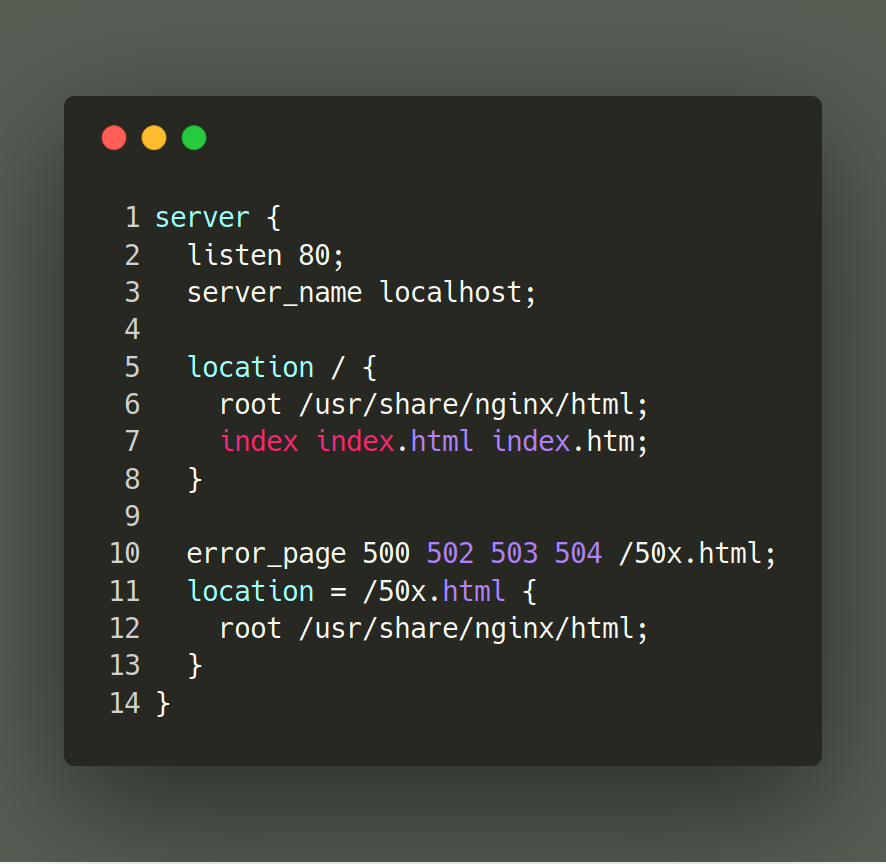 1 server {
2   listen 80;
3   server_name localhost;
4
5   location / {
6     root /usr/share/nginx/html;
7     index index.html index.htm;
8   }
9
10   error_page 500 502 503 504 /50x.html;
11   location = /50x.html {
12     root /usr/share/nginx/html;
13   }
14 }